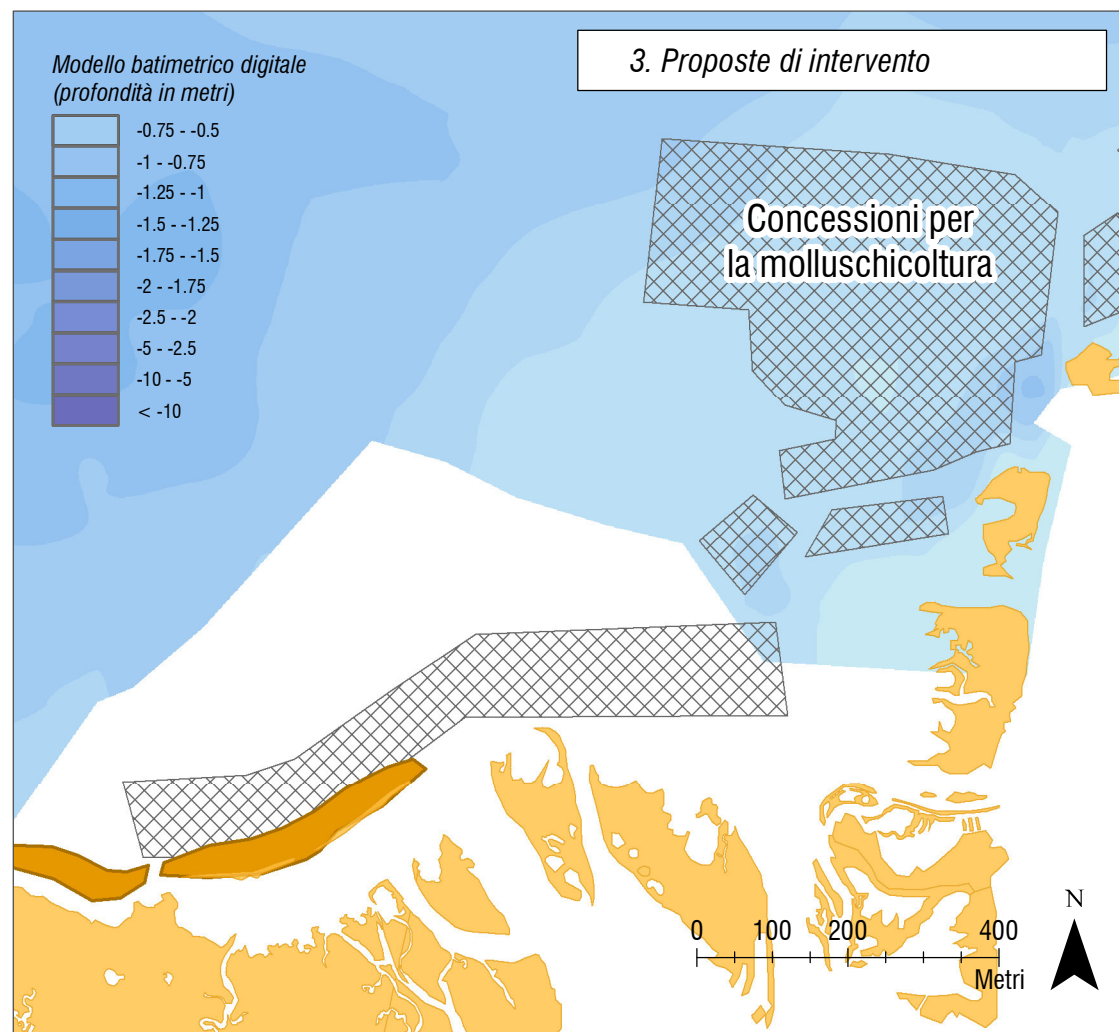 3. Proposte di intervento
Modello batimetrico digitale
(profondità in metri)
-0.75 - -0.5
-1 - -0.75
-1.25 - -1
-1.5 - -1.25
-1.75 - -1.5
-2 - -1.75
-2.5 - -2
-5 - -2.5
-10 - -5
< -10
Concessioni per
la molluschicoltura
N
0 100 200 400
Metri